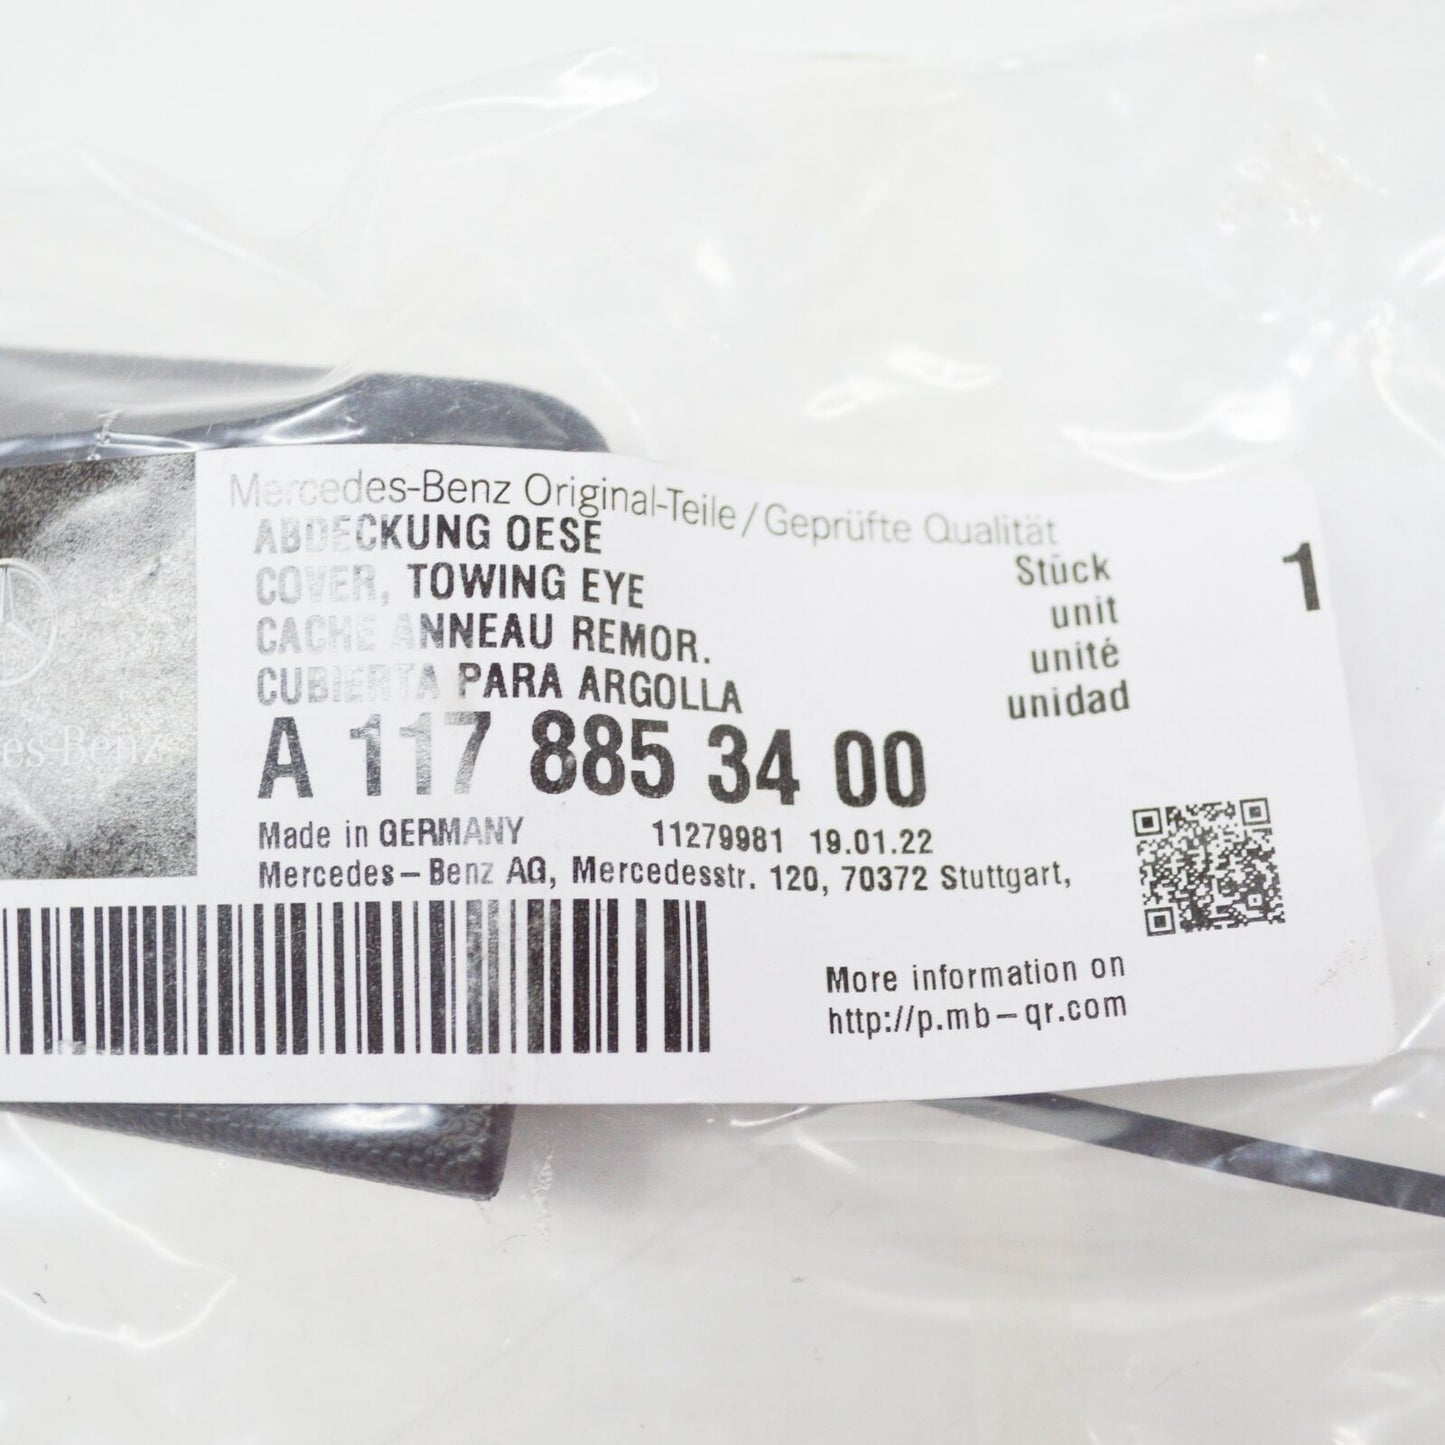 Mercedes-Benz Original-Teile/Geprüfte Qualität
ABDECKUNG OESE
COVER, TOWING EYE
CACHE ANNEAU REMOR.
CUBIERTA PARA ARGOLLA
Stück
unit
unité
unidad
1
A 117 885 34 00
Made in GERMANY 11279981 19.01.22
Mercedes-Benz AG, Mercedesstr. 120, 70372 Stuttgart,
More information on
http://p.mb-qr.com
des-Benz